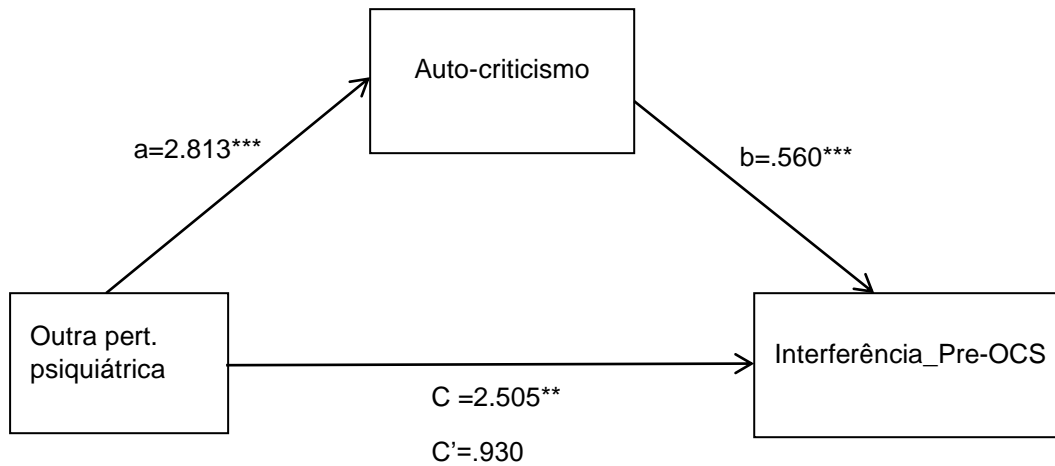 Auto-criticismo
a=2.813***
b=.560***
Outra pert.
psiquiátrica
Interferência_Pre-OCS
C =2.505**
C’=.930